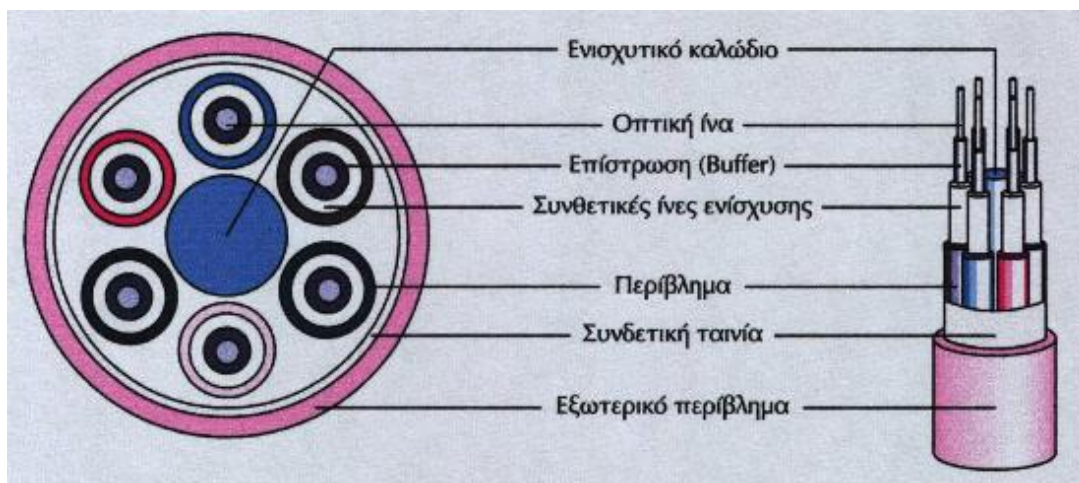 Ενισχυτικό καλώδιο
Οπτική ίνα
Επίστρωση (Buffer)
Συνθετικές ίνες ενίσχυσης
Περίβλημα
Συνδετική ταινία
Εξωτερικό περίβλημα